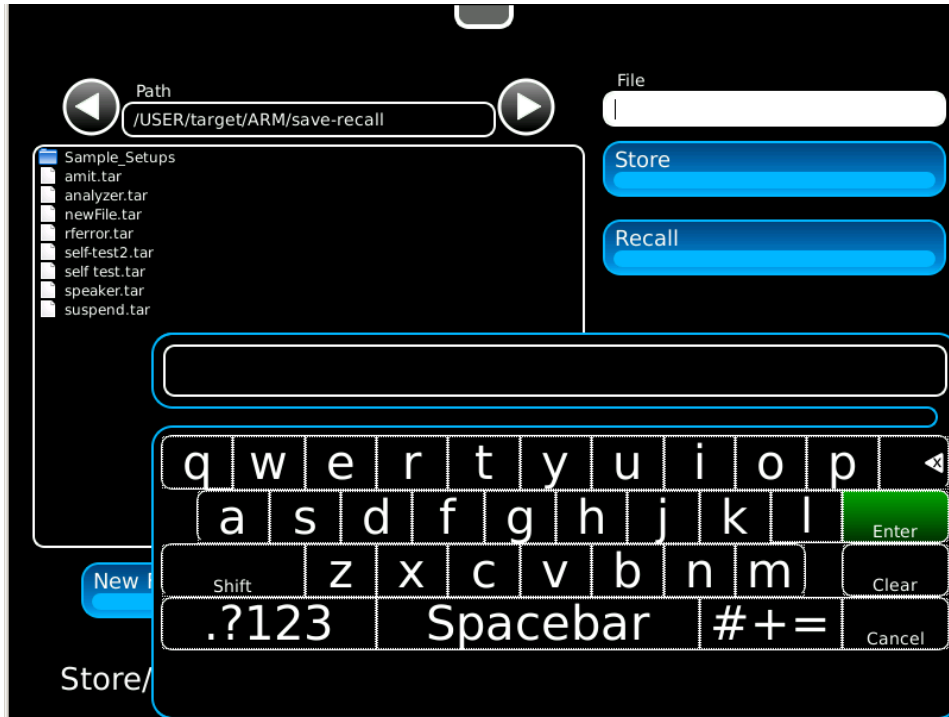 Path
/USER/target/ARM/save-recall
File
Store
Recall
Sample_Setups
amit.tar
analyzer.tar
newFile.tar
rferror.tar
self-test2.tar
self test.tar
speaker.tar
suspend.tar
q w e r t y u i o p
a s d f g h j k l Enter
Shift z x c v b n m Clear
New
.?123 Spacebar #+= Cancel
Store/